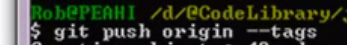 Rob@PEAHI /d/@CodeLibrary/
$ git push origin --tags